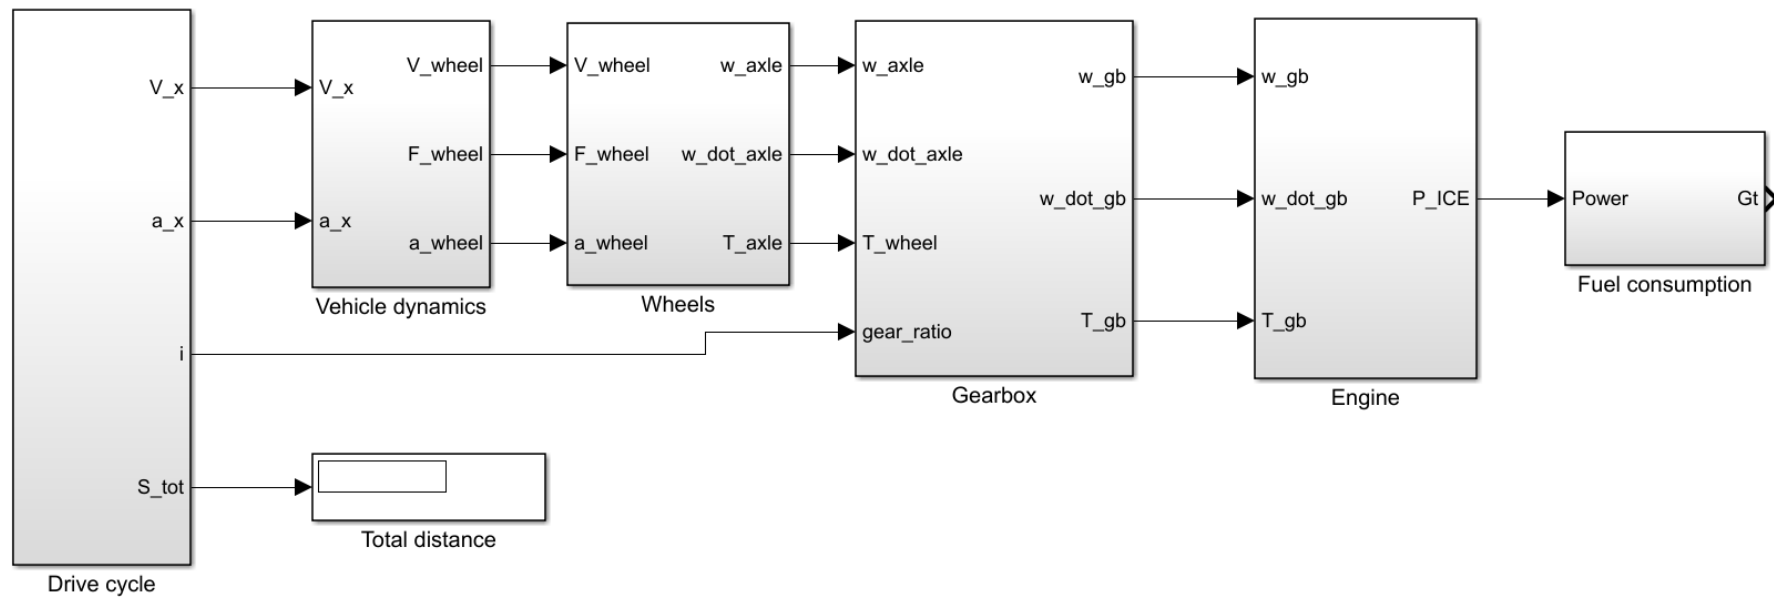 V_x
a_x
i
S_tot
Drive cycle
V_x
a_x
V_wheel
F_wheel
a_wheel
Vehicle dynamics
V_wheel
F_wheel
a_wheel
w_axle
w_dot_axle
T_axle
Wheels
w_axle
w_dot_axle
T_wheel
gear_ratio
w_gb
w_dot_gb
T_gb
Gearbox
w_gb
w_dot_gb
T_gb
P_ICE
Engine
Power
Gt
Fuel consumption
Total distance